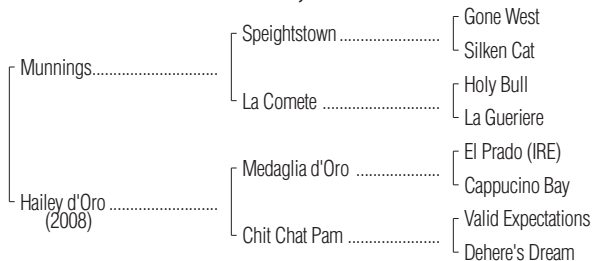 Gone West
Speightstown
Silken Cat
Munnings
Holy Bull
La Comete
La Gueriere
El Prado (IRE)
Medaglia d'Oro
Cappucino Bay
Hailey d'Oro
(2008)
Valid Expectations
Chit Chat Pam
Dehere's Dream